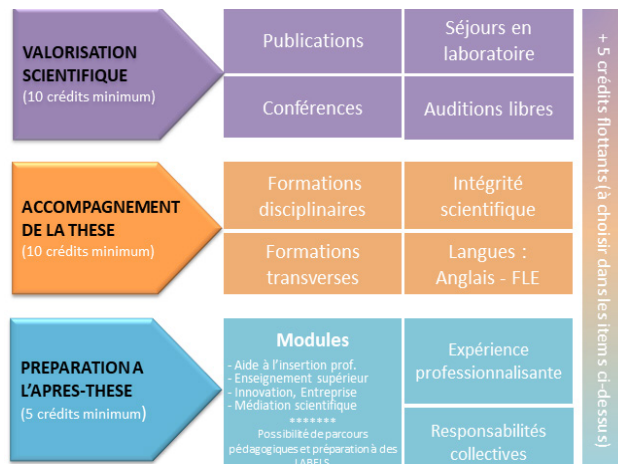 VALORISATION
SCIENTIFIQUE
(10 crédits minimum)
Publications
Séjours en
laboratoire
Conférences
Auditions libres
ACCOMPAGNEMENT
DE LA THESE
(10 crédits minimum)
Formations
disciplinaires
Intégrité
scientifique
Formations
transverses
Langues :
Anglais - FLE
PREPARATION A
L'APRES-THESE
(5 crédits minimum)
Modules
- Aide à l'insertion prof.
- Enseignement supérieur
- Innovation, Entreprise
- Médiation scientifique
*******
Possibilité de parcours
pédagogiques et préparation à des
LABELS
Expérience
professionnalisante
Responsabilités
collectives
+ 5 crédits flottants (à choisir dans les items ci-dessus)